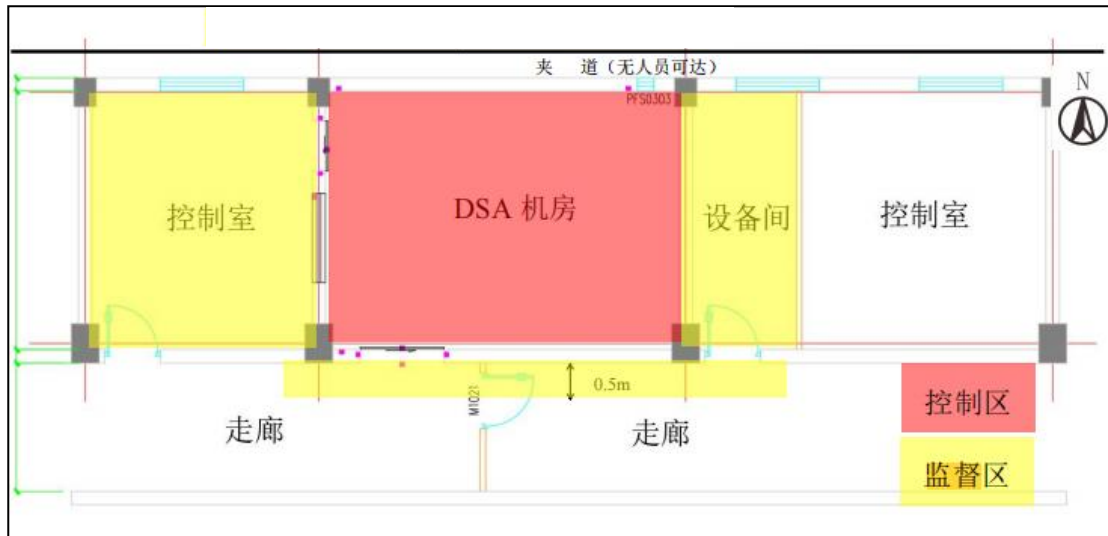 夹 道（无人员可达）
N
PFS0303
控制室
DSA 机房
设备间
控制室
0.5m
M1021
走廊
走廊
控制区
监督区